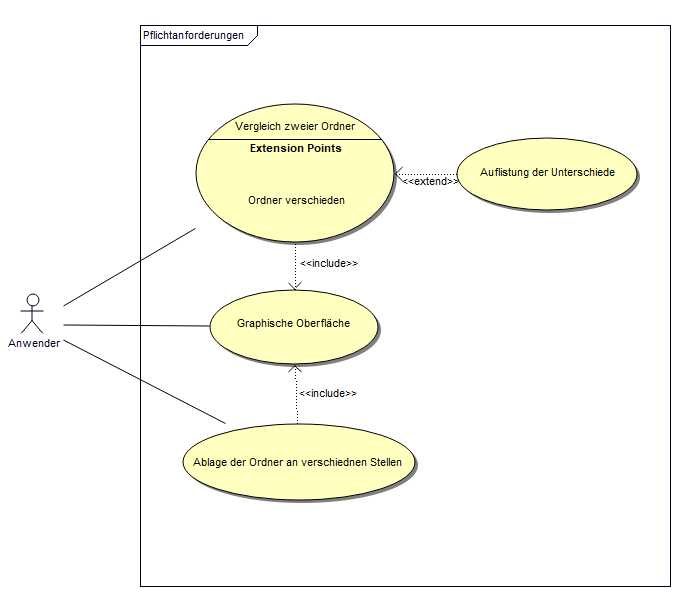 Pflichtanforderungen
Vergleich zweier Ordner
Extension Points
Ordner verschieden
Auflistung der Unterschiede
<<extend>>
<<include>>
Graphische Oberfläche
Anwender
<<include>>
Ablage der Ordner an verschiednen Stellen